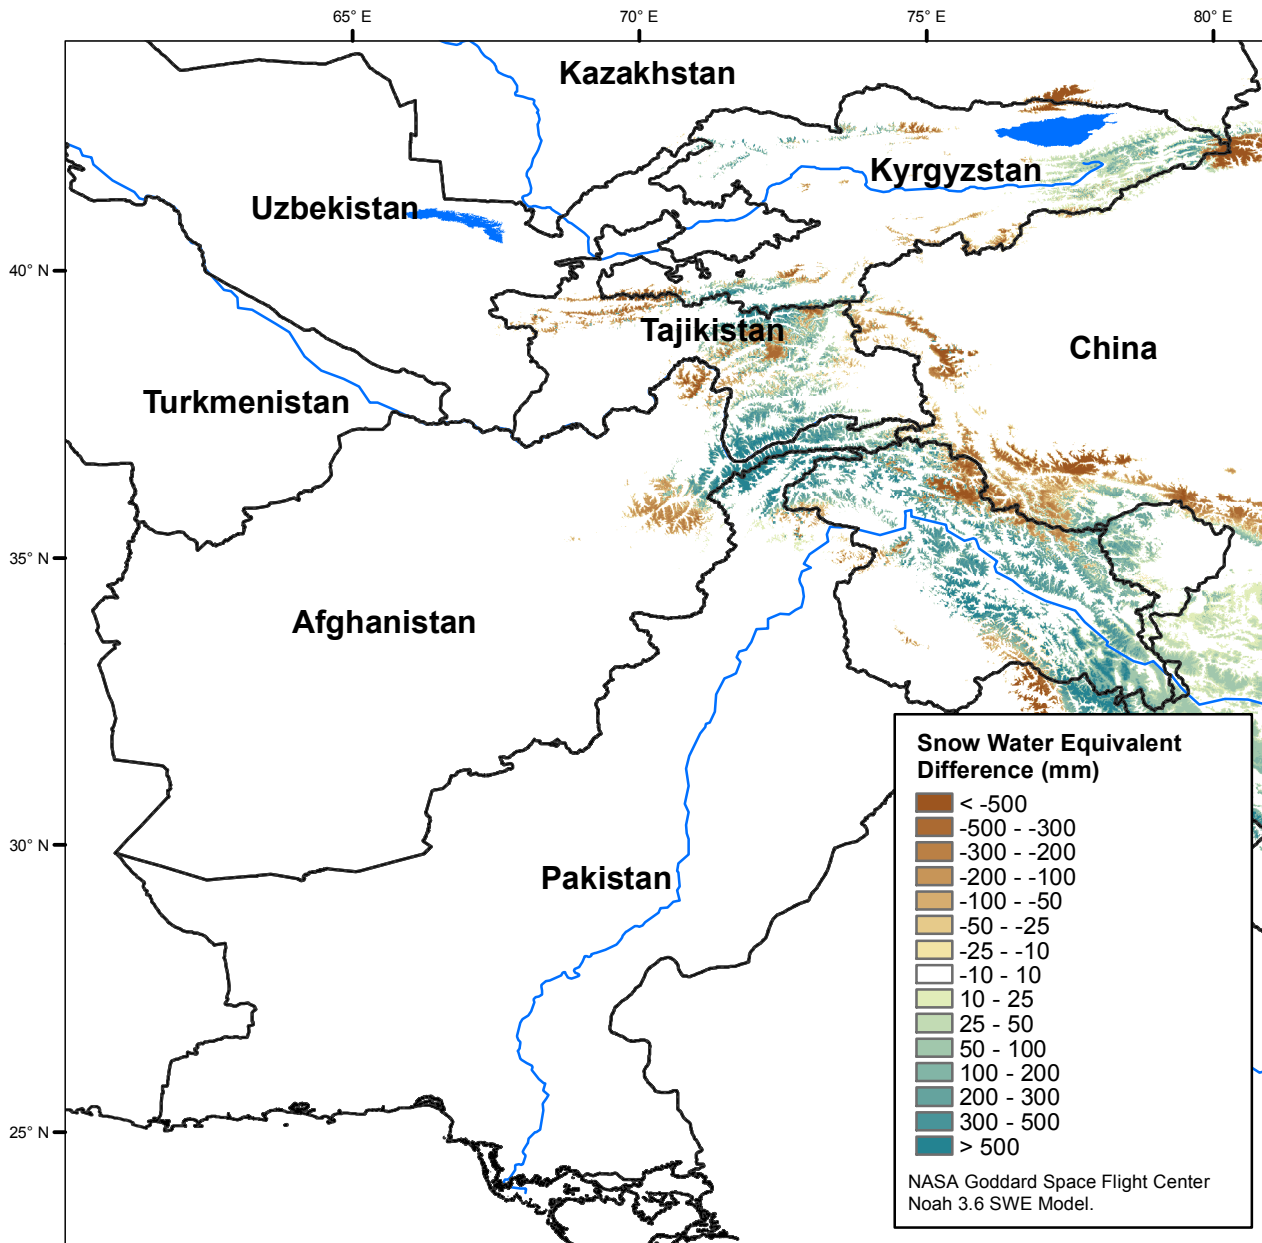 65° E
70° E
75° E
80° E
Kazakhstan
Kyrgyzstan
Uzbekistan
40° N
Tajikistan
China
Turkmenistan
35° N
Afghanistan
30° N
Pakistan
25° N
Snow Water Equivalent
Difference (mm)
< -500
-500 - -300
-300 - -200
-200 - -100
-100 - -50
-50 - -25
-25 - -10
-10 - 10
10 - 25
25 - 50
50 - 100
100 - 200
200 - 300
300 - 500
> 500
NASA Goddard Space Flight Center
Noah 3.6 SWE Model.